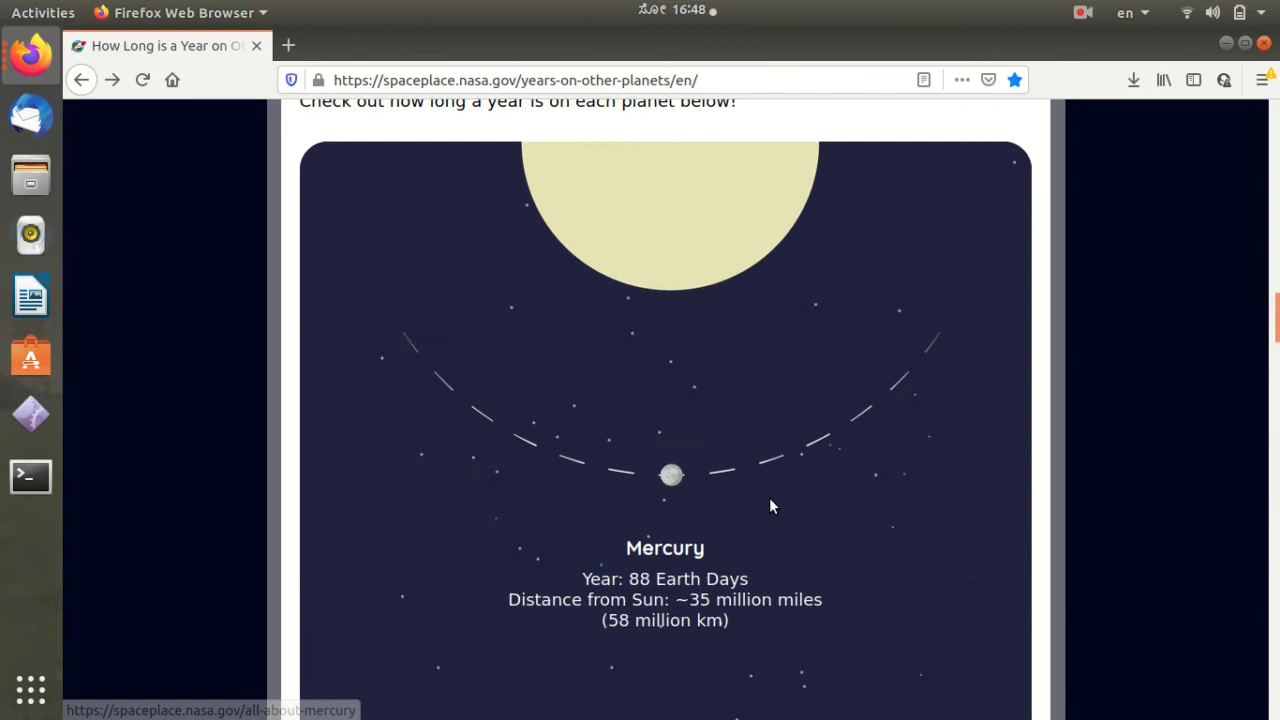 Activities
Firefox Web Browser
16:48
en
How Long is a Year on Ot
https://spaceplace.nasa.gov/years-on-other-planets/en/
Check out how long a year is on each planet below!
Mercury
Year: 88 Earth Days
Distance from Sun: ~35 million miles
(58 million km)
https://spaceplace.nasa.gov/all-about-mercury